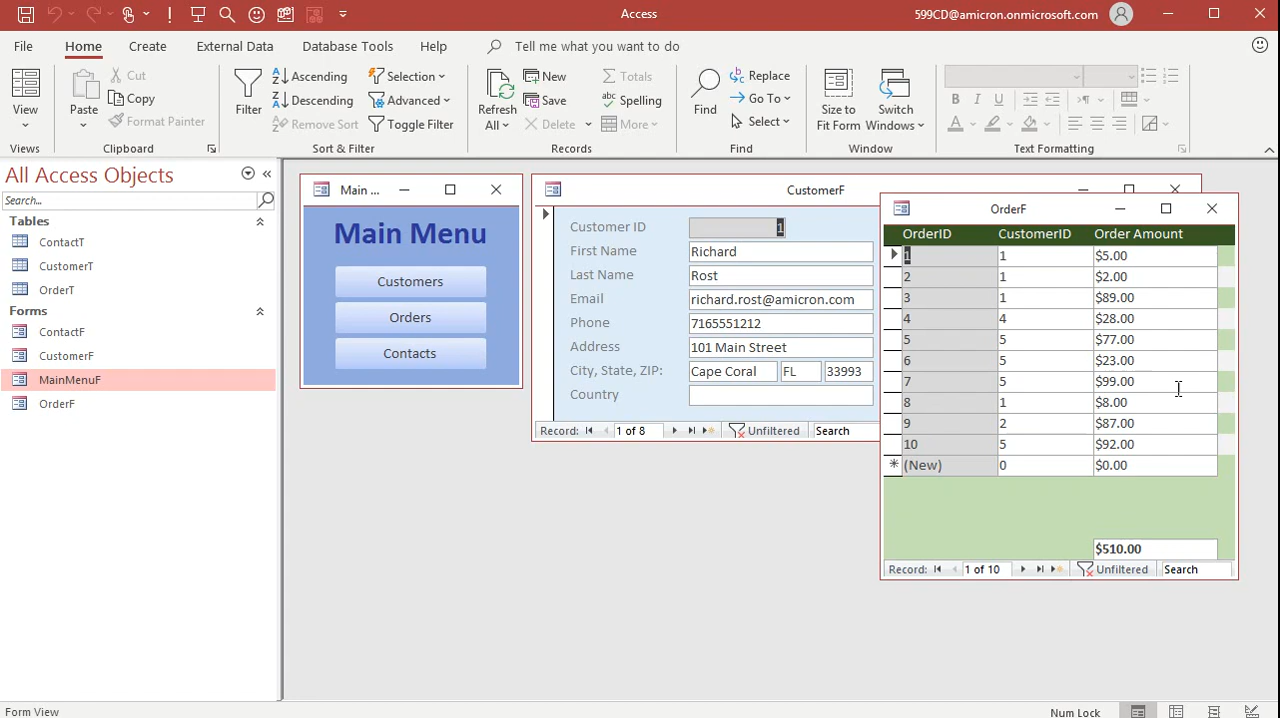 Access
599CD@amicron.onmicrosoft.com
File Home Create External Data Database Tools Help Tell me what you want to do
View
Views
Paste
Cut
Copy
Format Painter
Clipboard
Filter
Ascending
Descending
Remove Sort
Selection
Advanced
Toggle Filter
Sort & Filter
Refresh
All
New
Save
Delete
Totals
Spelling
More
Records
Find
Replace
Go To
Select
Find
Size to
Fit Form
Switch
Windows
Window
B I U
A
Text Formatting
All Access Objects
Search...
Tables
ContactT
CustomerT
OrderT
Forms
ContactF
CustomerF
MainMenuF
OrderF
Main ...
Main Menu
Customers
Orders
Contacts
CustomerF
Customer ID 1
First Name Richard
Last Name Rost
Email richard.rost@amicron.com
Phone 7165551212
Address 101 Main Street
City, State, ZIP: Cape Coral FL 33993
Country
Record: 1 of 8 Unfiltered Search
OrderF
OrderID CustomerID Order Amount
1 1 $5.00
2 1 $2.00
3 1 $89.00
4 4 $28.00
5 5 $77.00
6 5 $23.00
7 5 $99.00
8 1 $8.00
9 2 $87.00
10 5 $92.00
(New) 0 $0.00
$510.00
Record: 1 of 10 Unfiltered Search
Form View
Num Lock